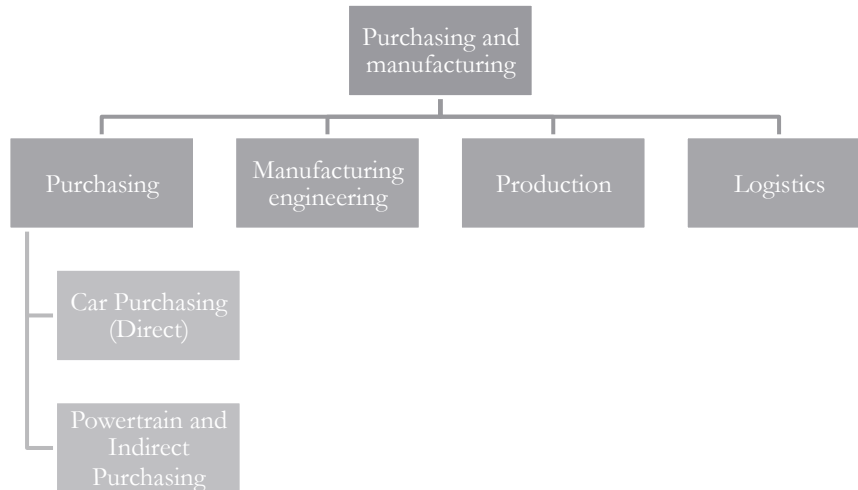 Purchasing and
manufacturing
Purchasing
Manufacturing
engineering
Production
Logistics
Car Purchasing
(Direct)
Powertrain and
Indirect
Purchasing